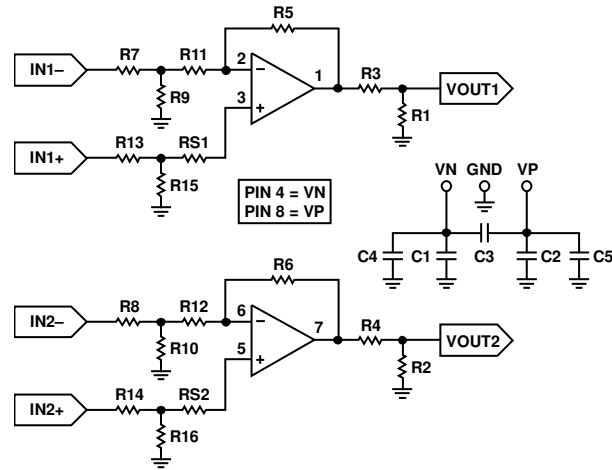 R5
R7
R11
IN1–
2
–
1
R3
VOUT1
R9
3
+
R1
R13
RS1
IN1+
R15
PIN 4 = VN
PIN 8 = VP
VN
GND
VP
C4
C1
C3
C2
C5
R6
R8
R12
IN2–
6
–
7
R4
VOUT2
R10
5
+
R2
R14
RS2
IN2+
R16